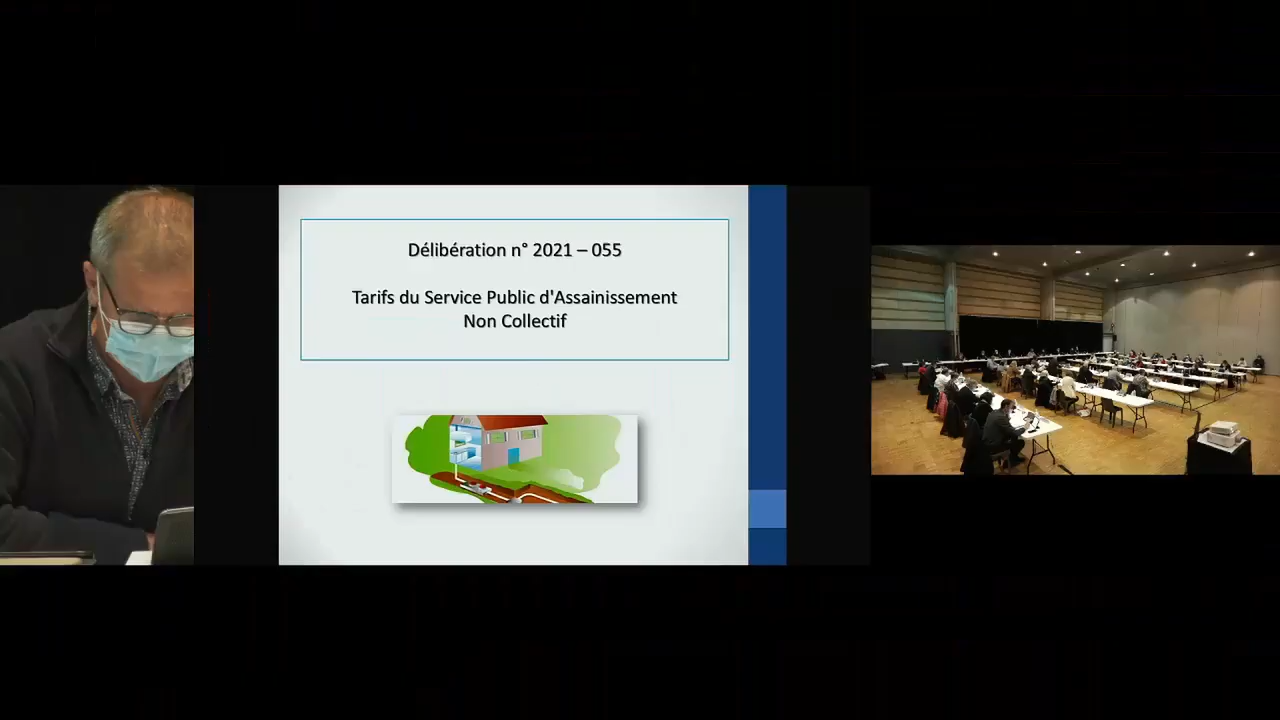 Délibération n° 2021 – 055
Tarifs du Service Public d'Assainissement
Non Collectif